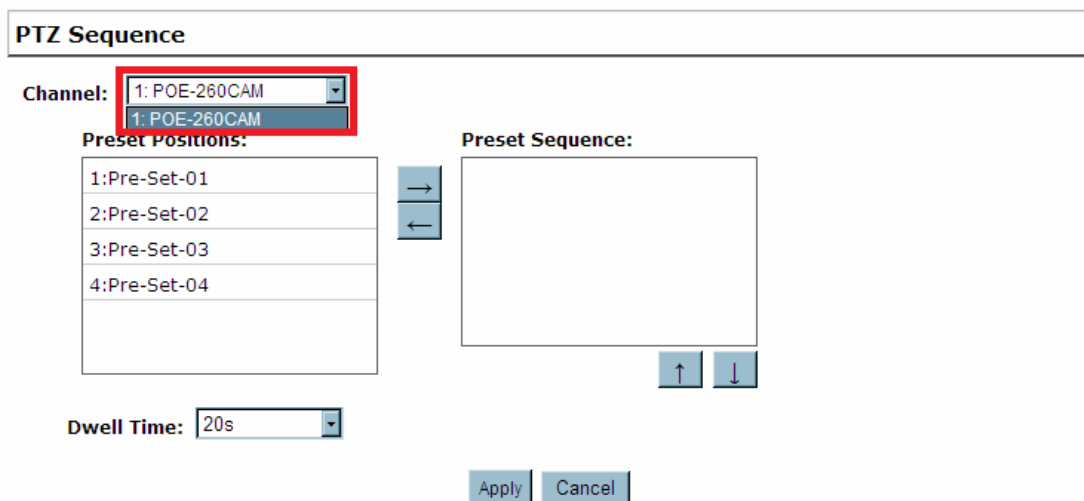 PTZ Sequence
Channel: 1: POE-260CAM
1: POE-260CAM
Preset Positions: Preset Sequence:
1:Pre-Set-01
→
2:Pre-Set-02
←
3:Pre-Set-03
4:Pre-Set-04
↑ ↓
Dwell Time: 20s
Apply Cancel